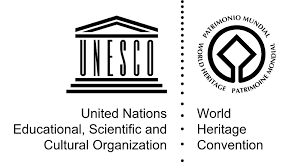 UNESCO
United Nations
Educational, Scientific and
Cultural Organization
PATRIMONIO MUNDIAL
WORLD HERITAGE
PATRIMOINE MONDIAL
World
Heritage
Convention